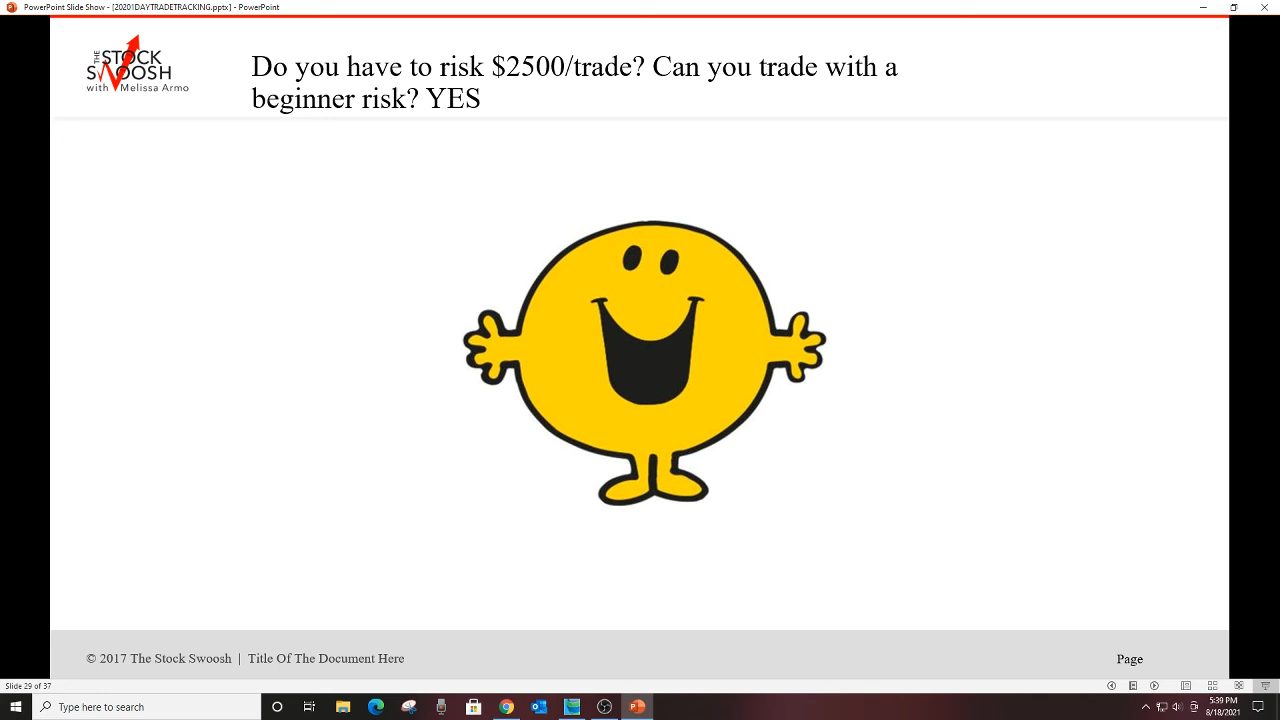 PowerPoint Slide Show - [20201DAYTRADETRACKING.pptx] - PowerPoint
THE STOCK
SWOOSH
with Melissa Armo
Do you have to risk $2500/trade? Can you trade with a
beginner risk? YES
© 2017 The Stock Swoosh | Title Of The Document Here
Page
Slide 29 of 37
Type here to search
5:39 PM
8/18/2021